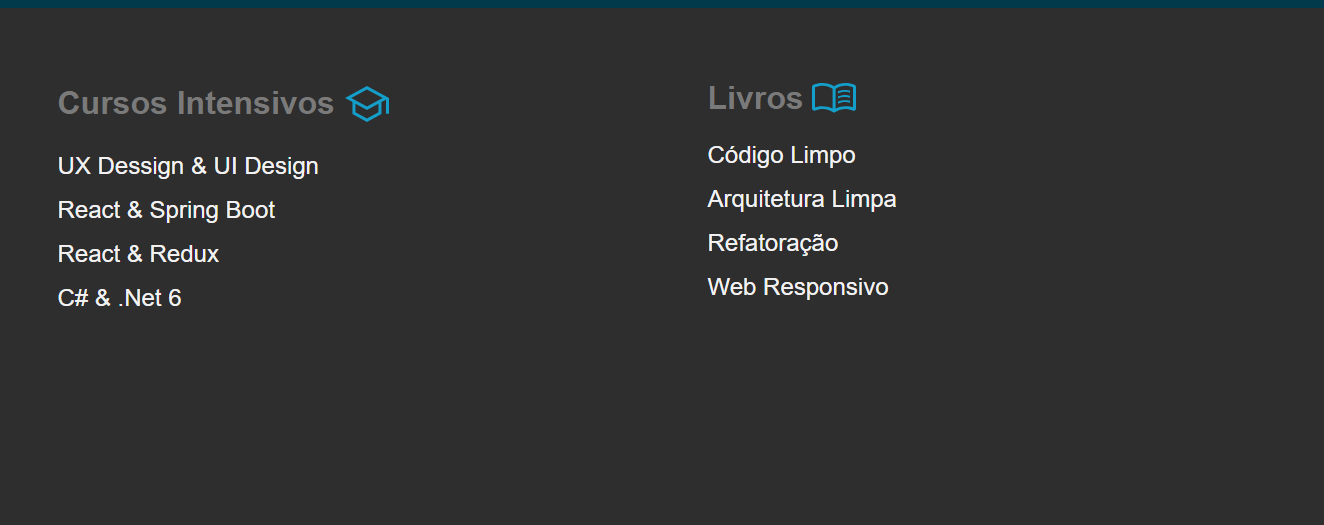 Cursos Intensivos
UX Dessign & UI Design
React & Spring Boot
React & Redux
C# & .Net 6
Livros
Código Limpo
Arquitetura Limpa
Refatoração
Web Responsivo